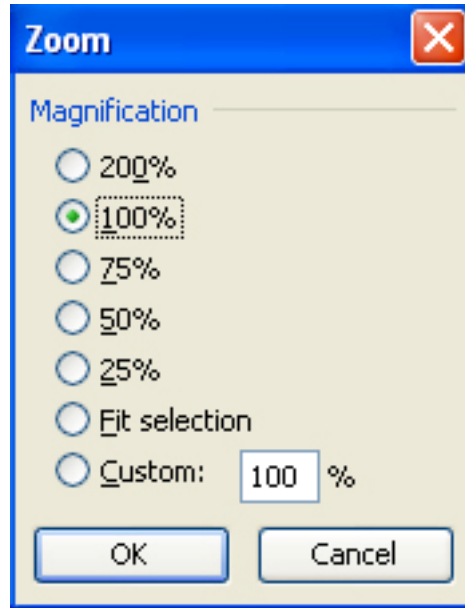 Zoom
Magnification
200%
100%
75%
50%
25%
Fit selection
Custom: 100 %
OK Cancel